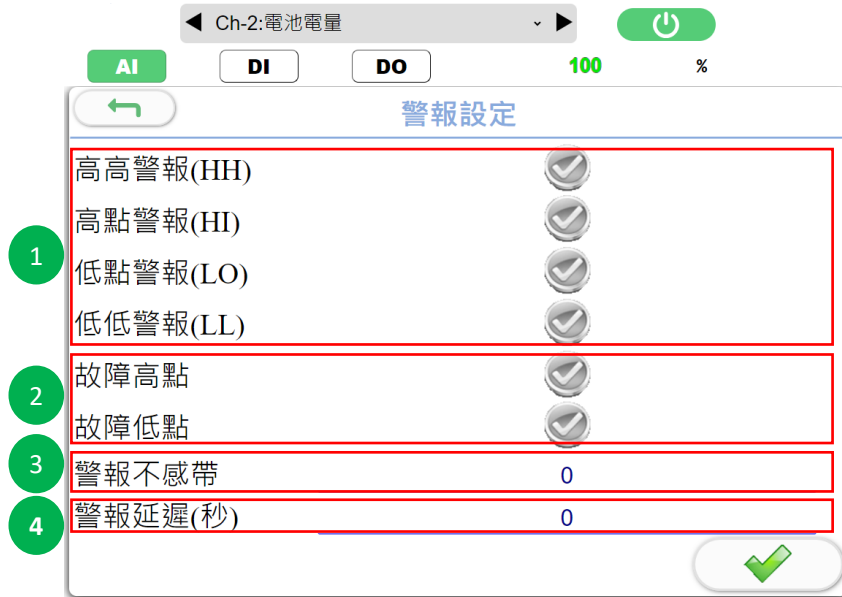 Ch-2:電池電量
AI DI DO 100 %
警報設定
高高警報(HH)
高點警報(HI)
1
低點警報(LO)
低低警報(LL)
故障高點
2
故障低點
3
警報不感帶 0
4
警報延遲(秒) 0